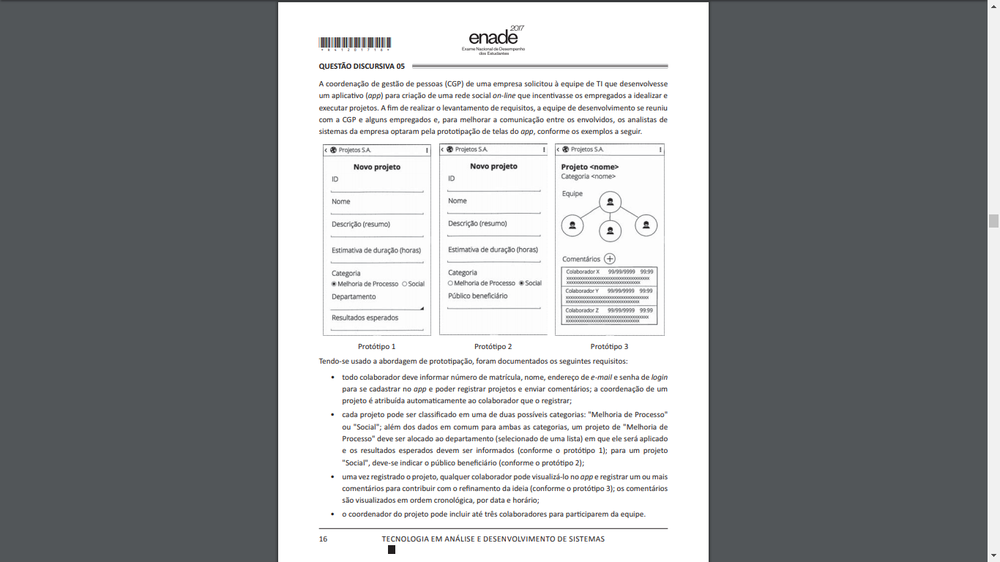 *R41201716*
2017
enade
Exame Nacional de Desempenho
dos Estudantes
QUESTÃO DISCURSIVA 05
A coordenação de gestão de pessoas (CGP) de uma empresa solicitou à equipe de TI que desenvolvesse
um aplicativo (app) para criação de uma rede social on-line que incentivasse os empregados a idealizar e
executar projetos. A fim de realizar o levantamento de requisitos, a equipe de desenvolvimento se reuniu
com a CGP e alguns empregados e, para melhorar a comunicação entre os envolvidos, os analistas de
sistemas da empresa optaram pela prototipação de telas do app, conforme os exemplos a seguir.
Projetos S.A.
Novo projeto
ID
Nome
Descrição (resumo)
Estimativa de duração (horas)
Categoria
Melhoria de Processo Social
Departamento
Resultados esperados
Protótipo 1
Projetos S.A.
Novo projeto
ID
Nome
Descrição (resumo)
Estimativa de duração (horas)
Categoria
Melhoria de Processo Social
Público beneficiário
Protótipo 2
Projetos S.A.
Projeto <nome>
Categoria <nome>
Equipe
Comentários +
Colaborador X 99/99/9999 99:99
Colaborador Y 99/99/9999 99:99
Colaborador Z 99/99/9999 99:99
Protótipo 3
Tendo-se usado a abordagem de prototipação, foram documentados os seguintes requisitos:
• todo colaborador deve informar número de matrícula, nome, endereço de e-mail e senha de login
para se cadastrar no app e poder registrar projetos e enviar comentários; a coordenação de um
projeto é atribuída automaticamente ao colaborador que o registrar;
• cada projeto pode ser classificado em uma de duas possíveis categorias: "Melhoria de Processo"
ou "Social"; além dos dados em comum para ambas as categorias, um projeto de "Melhoria de
Processo" deve ser alocado ao departamento (selecionado de uma lista) em que ele será aplicado
e os resultados esperados devem ser informados (conforme o protótipo 1); para um projeto
"Social", deve-se indicar o público beneficiário (conforme o protótipo 2);
• uma vez registrado o projeto, qualquer colaborador pode visualizá-lo no app e registrar um ou mais
comentários para contribuir com o refinamento da ideia (conforme o protótipo 3); os comentários
são visualizados em ordem cronológica, por data e horário;
• o coordenador do projeto pode incluir até três colaboradores para participarem da equipe.
16
TECNOLOGIA EM ANÁLISE E DESENVOLVIMENTO DE SISTEMAS